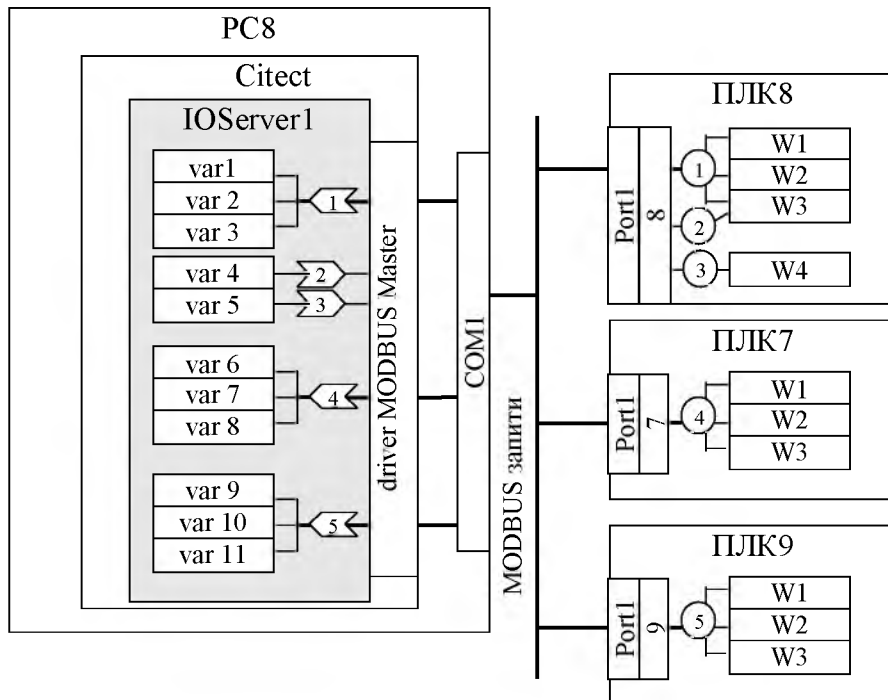 PC8
Citect
IOServer1
var1
var 2
var 3
1
var 4
var 5
2
3
var 6
var 7
var 8
4
var 9
var 10
var 11
5
driver MODBUS Master
COM1
MODBUS запити
ПЛК8
Port1
8
1
2
3
W1
W2
W3
W4
ПЛК7
Port1
7
4
W1
W2
W3
ПЛК9
Port1
9
5
W1
W2
W3